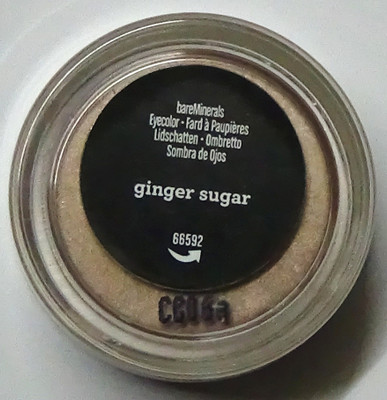 bareMinerals
Eyecolor - Fard à Paupières
Lidschatten - Ombretto
Sombra de Ojos
ginger sugar
66592